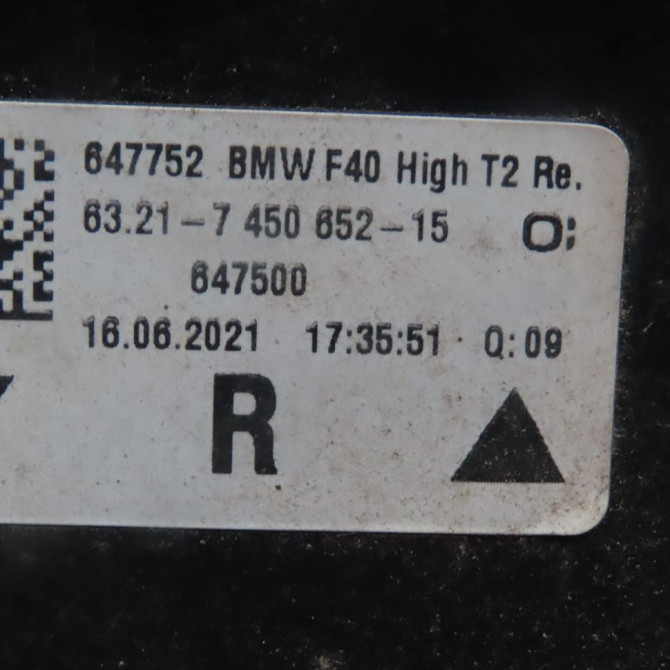 647752 BMW F40 High T2 Re.
63.21-7 450 652-15
647500
16.06.2021 17:35:51 Q:09
R